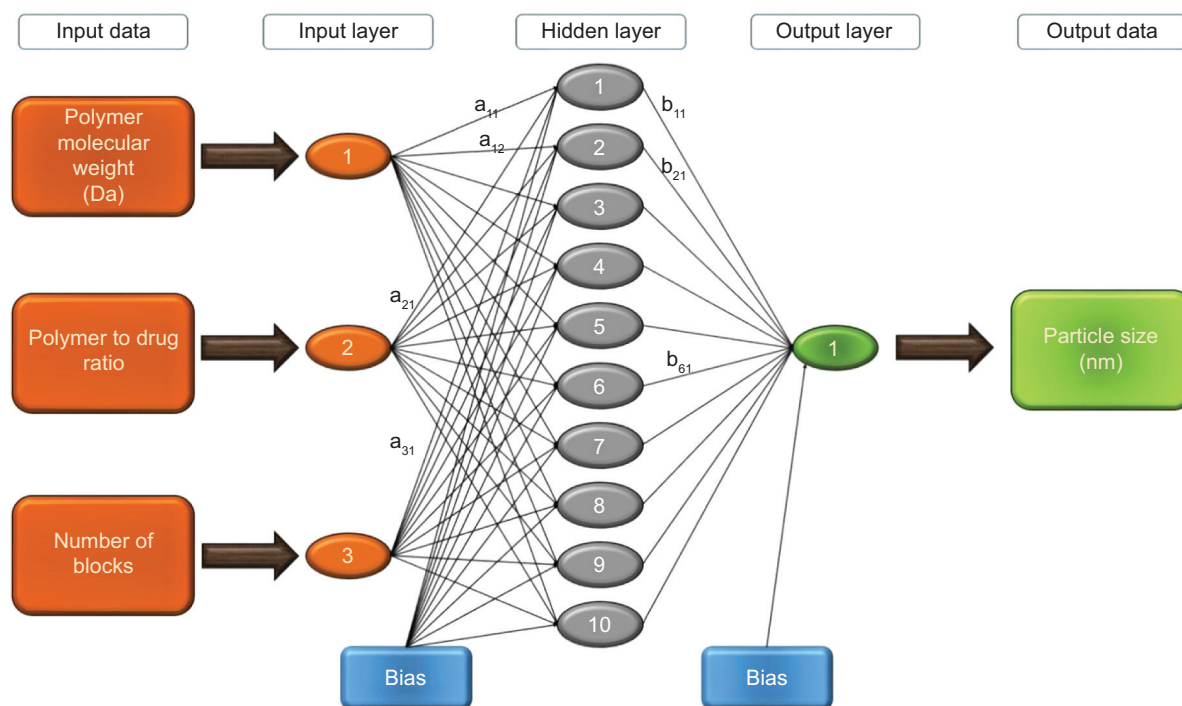 Input data
Input layer
Hidden layer
Output layer
Output data
Polymer
molecular
weight
(Da)
Polymer to drug
ratio
Number of
blocks
1
2
3
a11
a12
a21
a31
1
2
3
4
5
6
7
8
9
10
b11
b21
b61
1
Particle size
(nm)
Bias
Bias